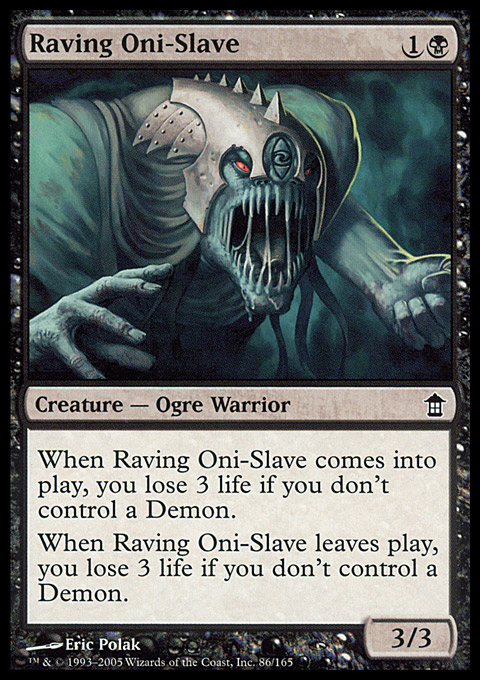 Raving Oni-Slave 1
Creature — Ogre Warrior
When Raving Oni-Slave comes into
play, you lose 3 life if you don't
control a Demon.
When Raving Oni-Slave leaves play,
you lose 3 life if you don't control a
Demon.
Eric Polak
3/3
™ & © 1993–2005 Wizards of the Coast, Inc. 86/165